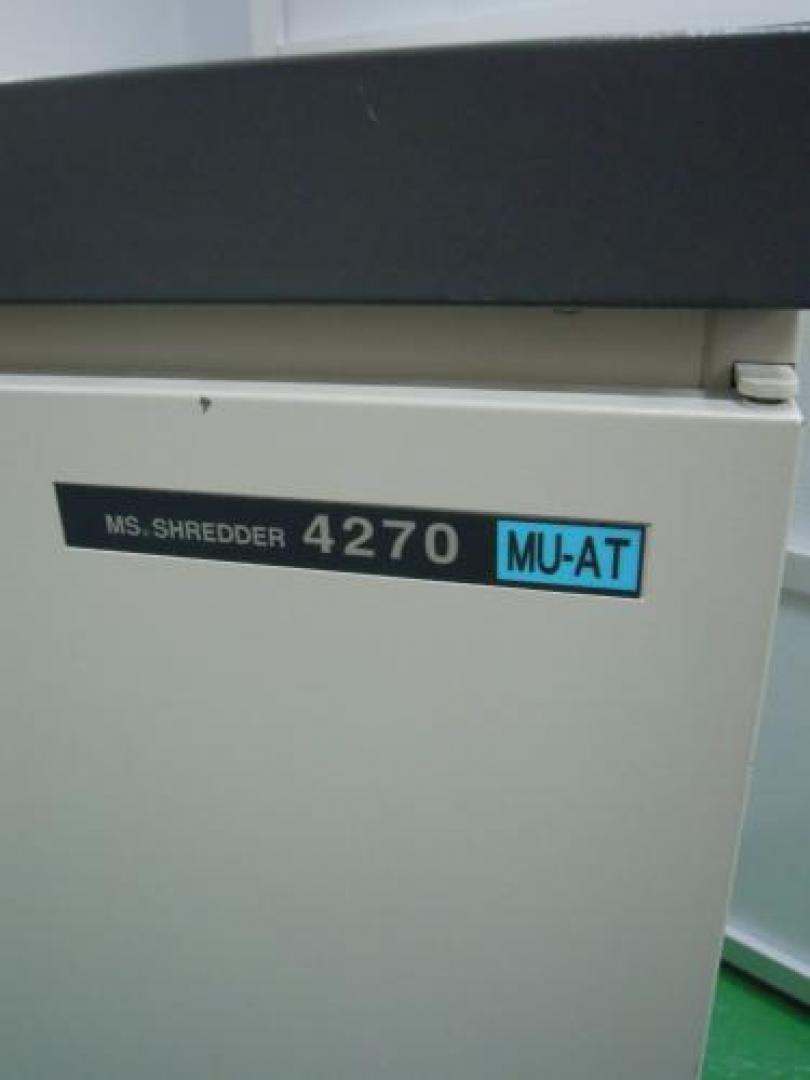 MS. SHREDDER 4270 MU-AT